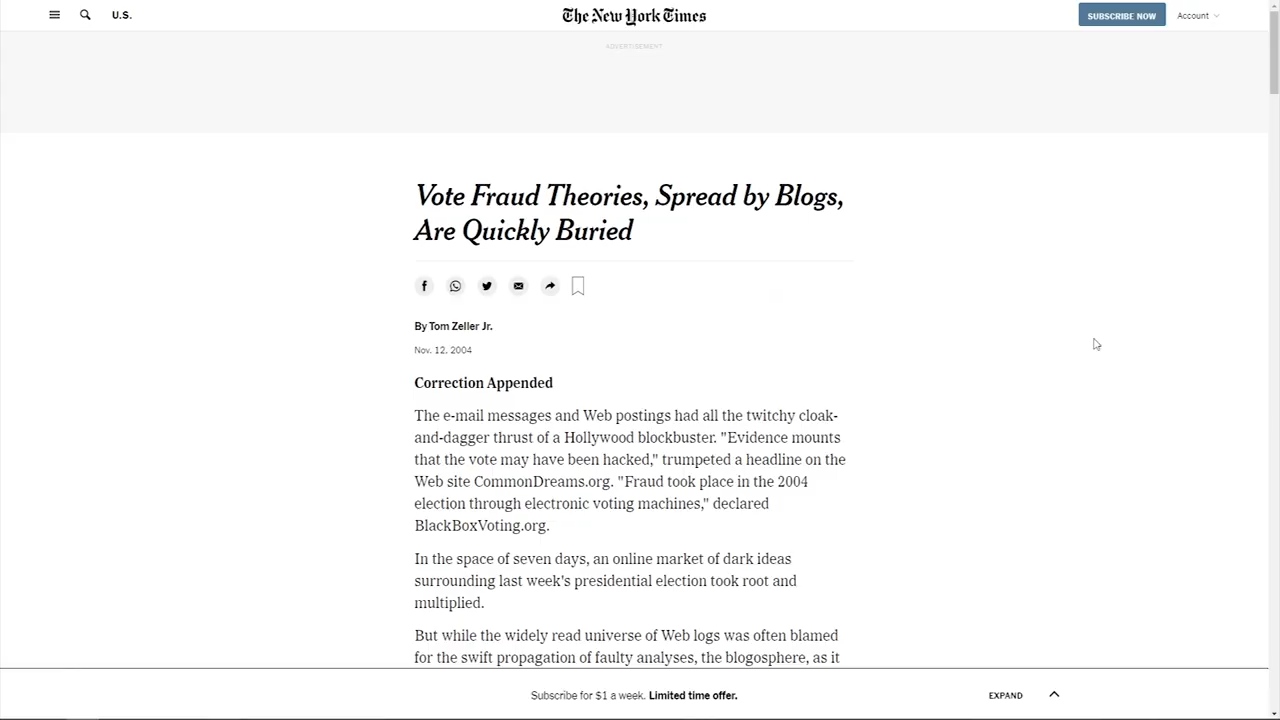 U.S.
The New York Times
SUBSCRIBE NOW
Account
ADVERTISEMENT
Vote Fraud Theories, Spread by Blogs,
Are Quickly Buried
By Tom Zeller Jr.
Nov. 12, 2004
Correction Appended
The e-mail messages and Web postings had all the twitchy cloak-
and-dagger thrust of a Hollywood blockbuster. "Evidence mounts
that the vote may have been hacked," trumpeted a headline on the
Web site CommonDreams.org. "Fraud took place in the 2004
election through electronic voting machines," declared
BlackBoxVoting.org.
In the space of seven days, an online market of dark ideas
surrounding last week's presidential election took root and
multiplied.
But while the widely read universe of Web logs was often blamed
for the swift propagation of faulty analyses, the blogosphere, as it
Subscribe for $1 a week. Limited time offer.
EXPAND